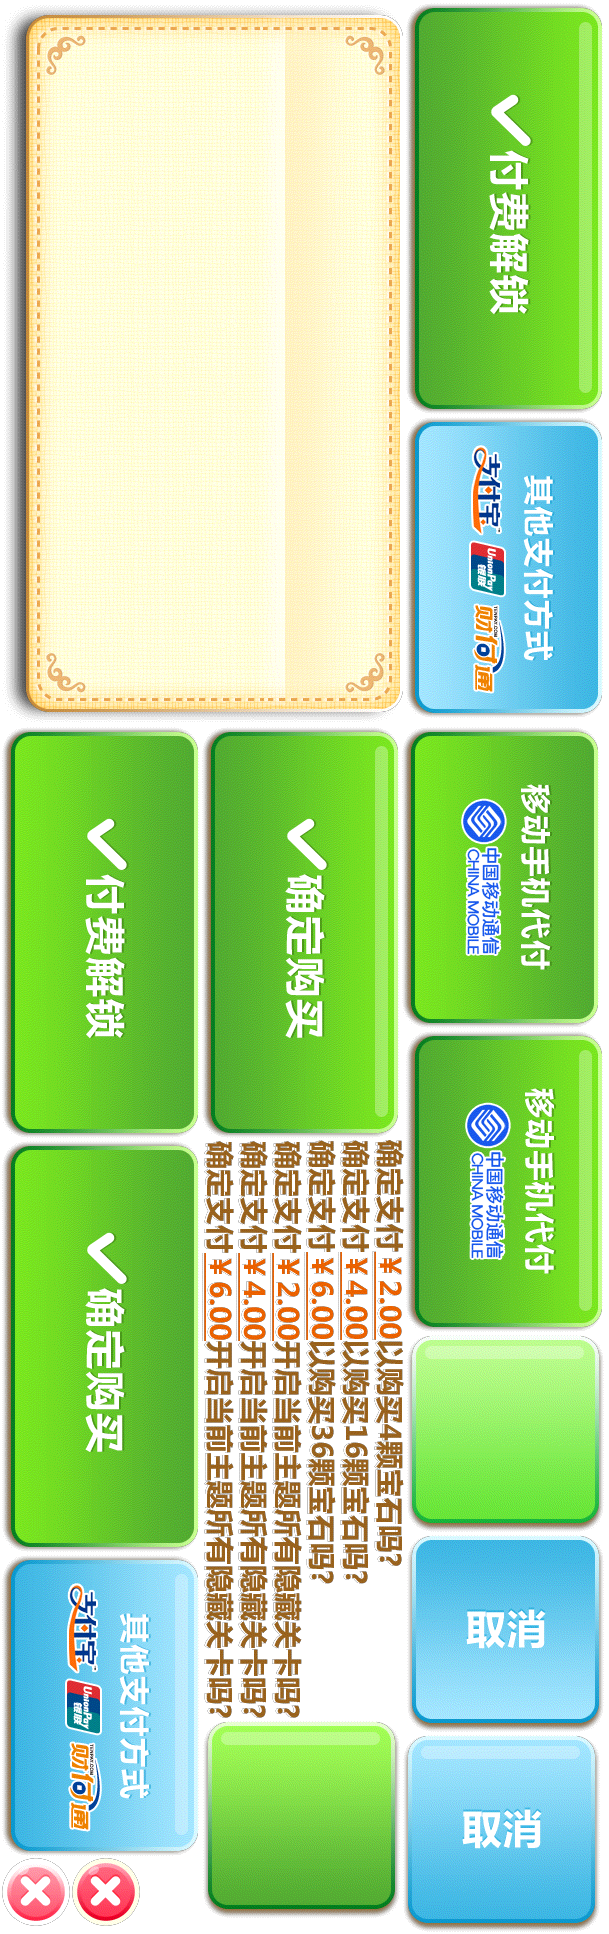 付费解锁
其他支付方式
支付宝
UnionPay
银联
TENPAY.COM
财付通
移动手机代付
中国移动通信
CHINA MOBILE
移动手机代付
中国移动通信
CHINA MOBILE
确定购买
付费解锁
确定支付¥2.00以购买4颗宝石吗?
确定支付¥4.00以购买16颗宝石吗?
确定支付¥6.00以购买36颗宝石吗?
确定支付¥2.00开启当前主题所有隐藏关卡吗?
确定支付¥4.00开启当前主题所有隐藏关卡吗?
确定支付¥6.00开启当前主题所有隐藏关卡吗?
确定购买
取消
取消
其他支付方式
支付宝
UnionPay
银联
TENPAY.COM
财付通